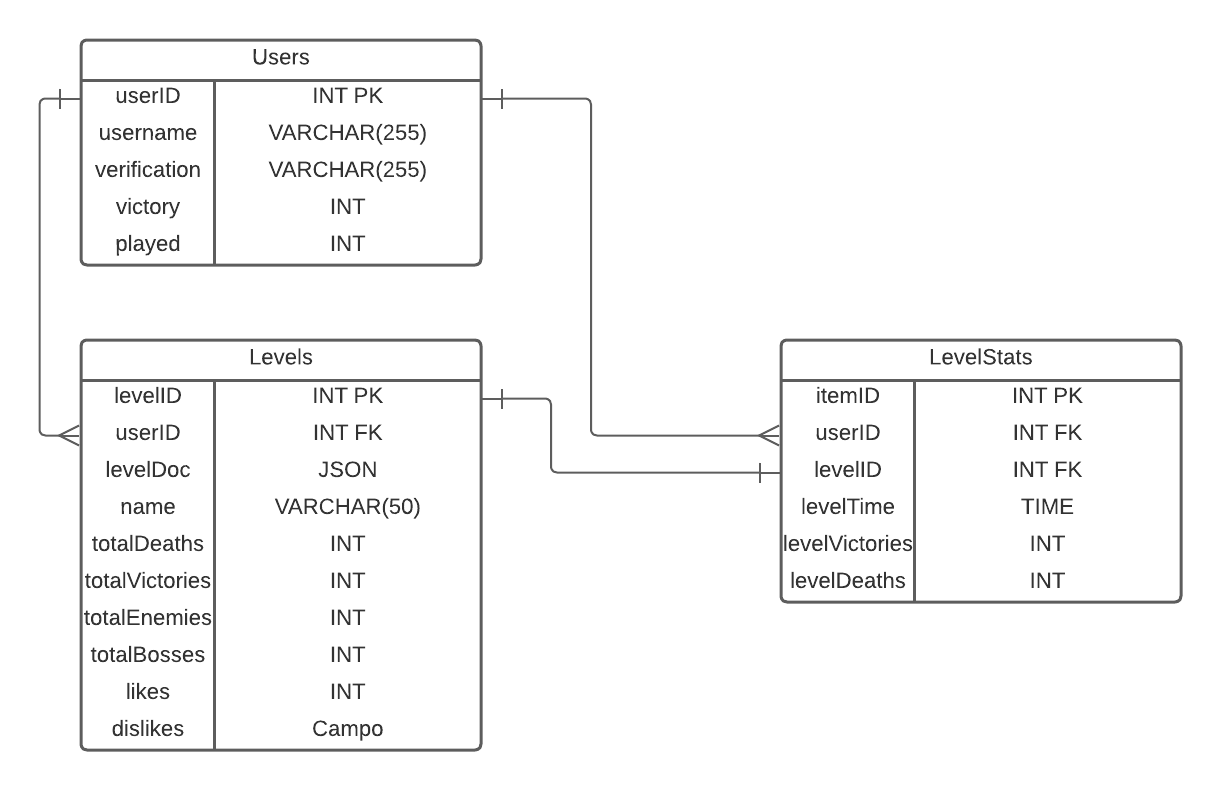 Users
userID INT PK
username VARCHAR(255)
verification VARCHAR(255)
victory INT
played INT
Levels
levelID INT PK
userID INT FK
levelDoc JSON
name VARCHAR(50)
totalDeaths INT
totalVictories INT
totalEnemies INT
totalBosses INT
likes INT
dislikes Campo
LevelStats
itemID INT PK
userID INT FK
levelID INT FK
levelTime TIME
levelVictories INT
levelDeaths INT